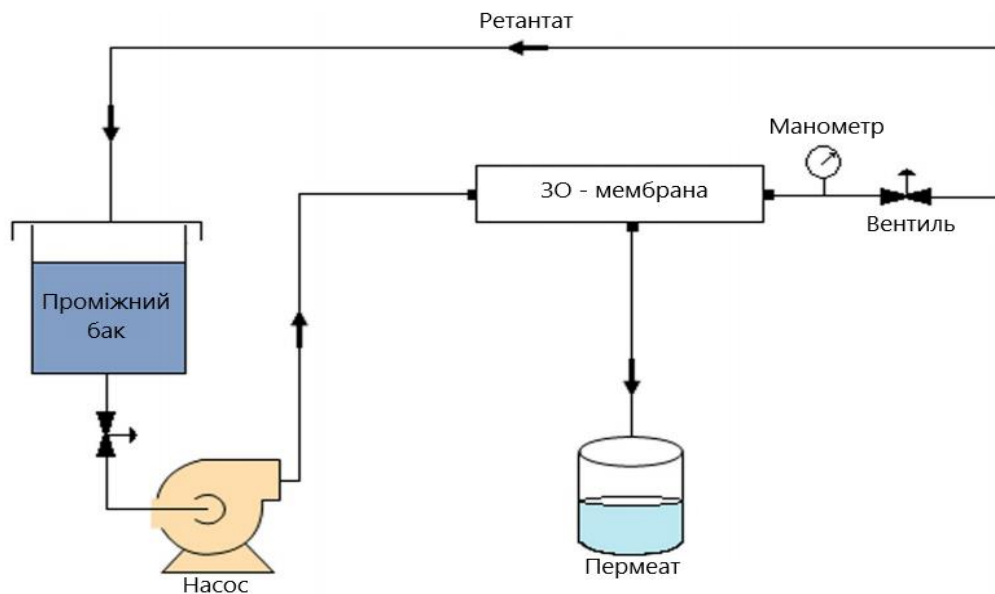 Ретантат
Манометр
ЗО - мембрана
Вентиль
Проміжний
бак
Насос
Пермеат